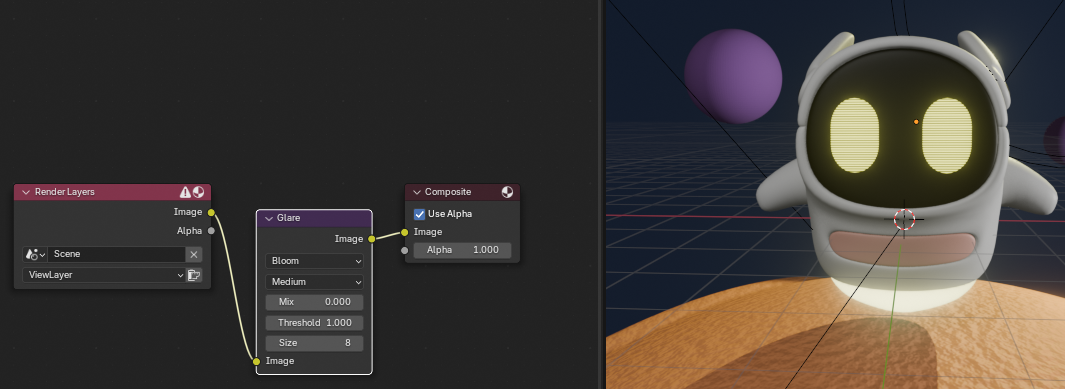 Render Layers
Image
Alpha
Scene
ViewLayer
Glare
Image
Bloom
Medium
Mix 0.000
Threshold 1.000
Size 8
Image
Composite
Use Alpha
Image
Alpha 1.000